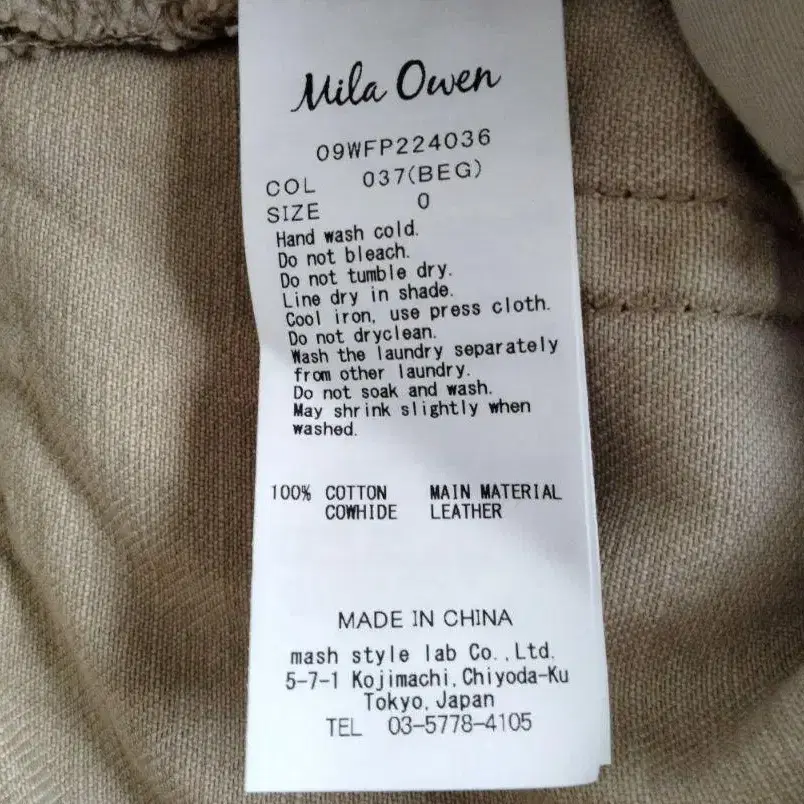 Mila Owen
09WFP224036
COL 037(BEG)
SIZE 0
Hand wash cold.
Do not bleach.
Do not tumble dry.
Line dry in shade.
Cool iron, use press cloth.
Do not dryclean.
Wash the laundry separately
from other laundry.
Do not soak and wash.
May shrink slightly when
washed.
100% COTTON MAIN MATERIAL
COWHIDE LEATHER
MADE IN CHINA
mash style lab Co.,Ltd.
5-7-1 Kojimachi,Chiyoda-Ku
Tokyo,Japan
TEL 03-5778-4105